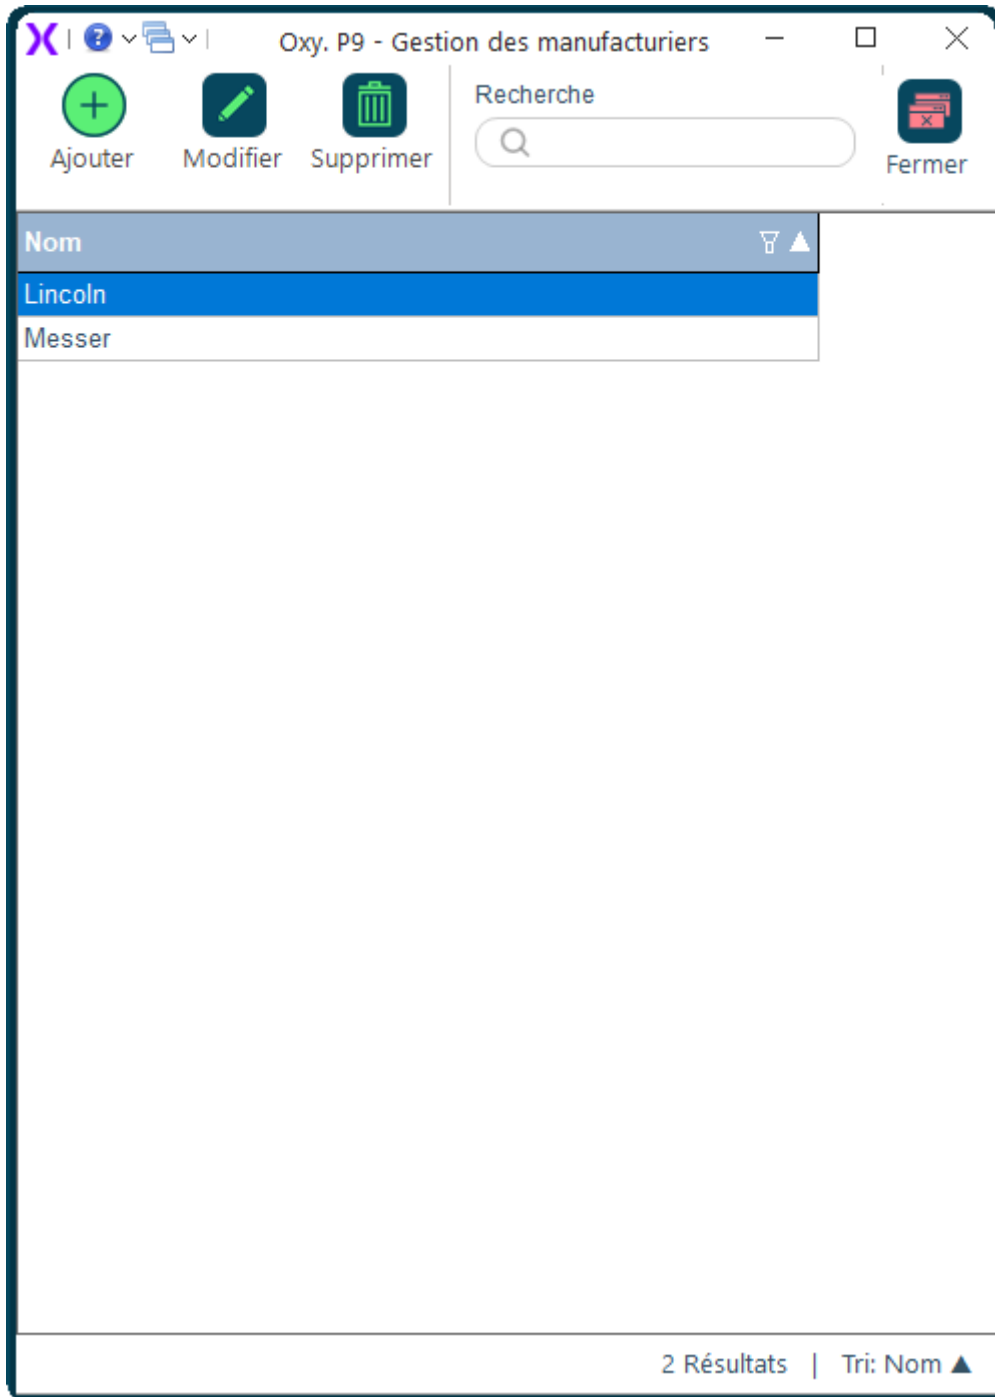 Oxy. P9 - Gestion des manufacturiers
Ajouter
Modifier
Supprimer
Recherche
Fermer
Nom
Lincoln
Messer
2 Résultats | Tri: Nom ▲